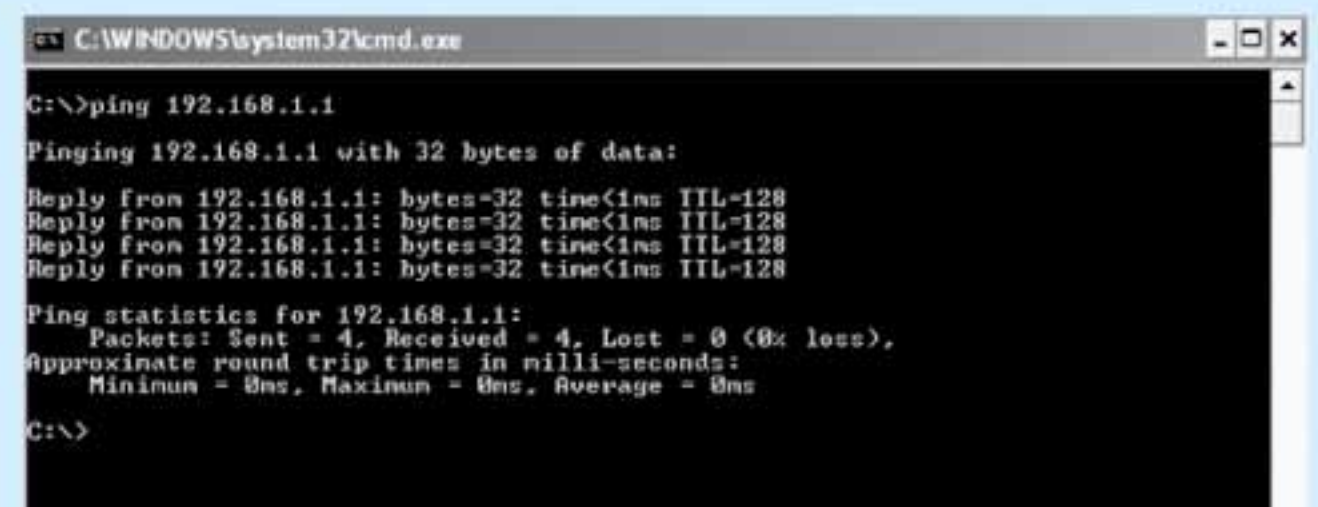 C:\WINDOWS\system32\cmd.exe
C:\>ping 192.168.1.1
Pinging 192.168.1.1 with 32 bytes of data:
Reply from 192.168.1.1: bytes=32 time<1ms TTL=128
Reply from 192.168.1.1: bytes=32 time<1ms TTL=128
Reply from 192.168.1.1: bytes=32 time<1ms TTL=128
Reply from 192.168.1.1: bytes=32 time<1ms TTL=128
Ping statistics for 192.168.1.1:
Packets: Sent = 4, Received = 4, Lost = 0 (0% loss),
Approximate round trip times in milli-seconds:
Minimum = 0ms, Maximum = 0ms, Average = 0ms
C:\>